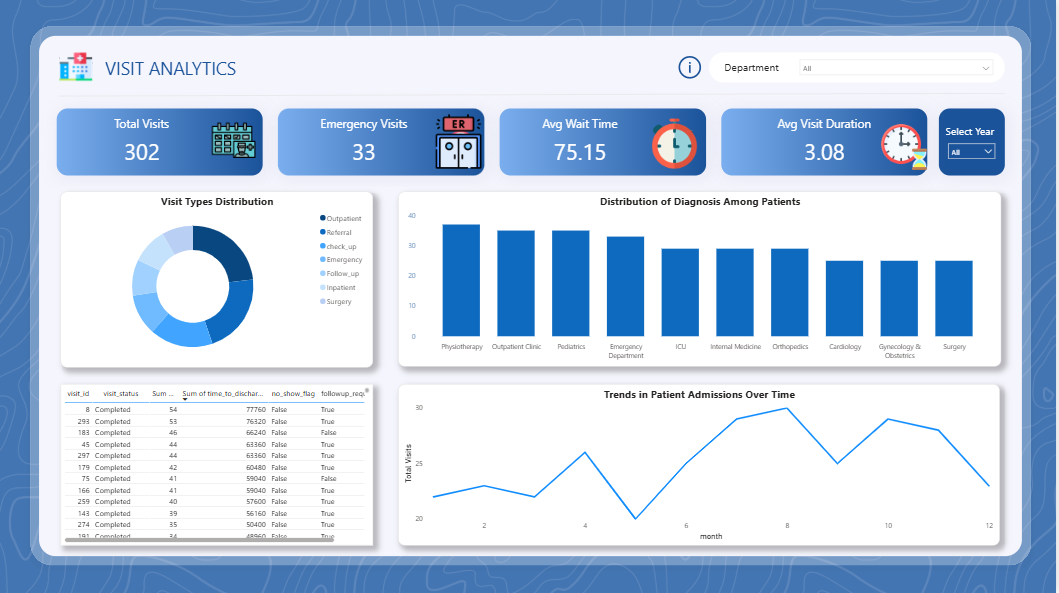 VISIT ANALYTICS
i
Department
All
Total Visits
302
Emergency Visits
33
ER
Avg Wait Time
75.15
Avg Visit Duration
3.08
Select Year
All
Visit Types Distribution
Outpatient
Referral
check_up
Emergency
Follow_up
Inpatient
Surgery
Distribution of Diagnosis Among Patients
40
30
20
10
0
Physiotherapy Outpatient Clinic Pediatrics Emergency Department ICU Internal Medicine Orthopedics Cardiology Gynecology & Obstetrics Surgery
visit_id visit_status Sum ... Sum of time_to_dischar... no_show_flag followup_requ
8 Completed 54 77760 False True
293 Completed 53 76320 False True
183 Completed 46 66240 False False
45 Completed 44 63360 False True
297 Completed 44 63360 False True
179 Completed 42 60480 False True
75 Completed 41 59040 False False
166 Completed 41 59040 False True
259 Completed 40 57600 False True
143 Completed 39 56160 False True
274 Completed 35 50400 False True
191 Completed 34 48960 False True
Trends in Patient Admissions Over Time
Total Visits
30
25
20
2 4 6 8 10 12
month